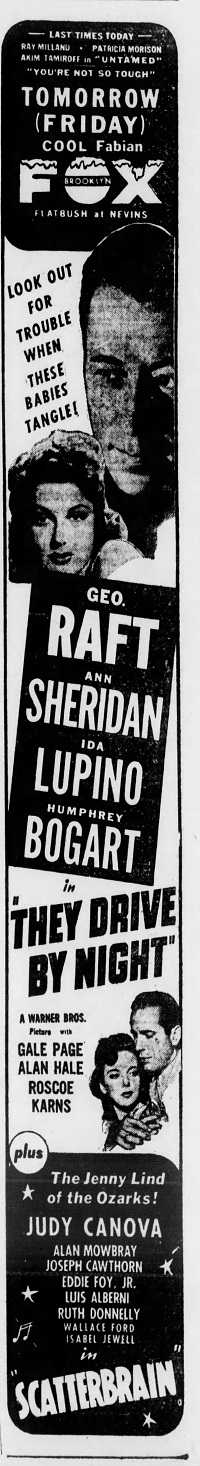 LAST TIMES TODAY
RAY MILLAND • PATRICIA MORISON
AKIM TAMIROFF in "UNTAMED"
"YOU'RE NOT SO TOUGH"
TOMORROW
(FRIDAY)
COOL Fabian
FOX
BROOKLYN
FLATBUSH at NEVINS
LOOK OUT
FOR
TROUBLE
WHEN
THESE
BABIES
TANGLE!
GEO.
RAFT
ANN
SHERIDAN
IDA
LUPINO
HUMPHREY
BOGART
in
"THEY DRIVE
BY NIGHT"
A WARNER BROS.
Picture with
GALE PAGE
ALAN HALE
ROSCOE
KARNS
plus
The Jenny Lind
of the Ozarks!
JUDY CANOVA
ALAN MOWBRAY
JOSEPH CAWTHORN
EDDIE FOY, JR.
LUIS ALBERNI
RUTH DONNELLY
WALLACE FORD
ISABEL JEWELL
in
"SCATTERBRAIN"